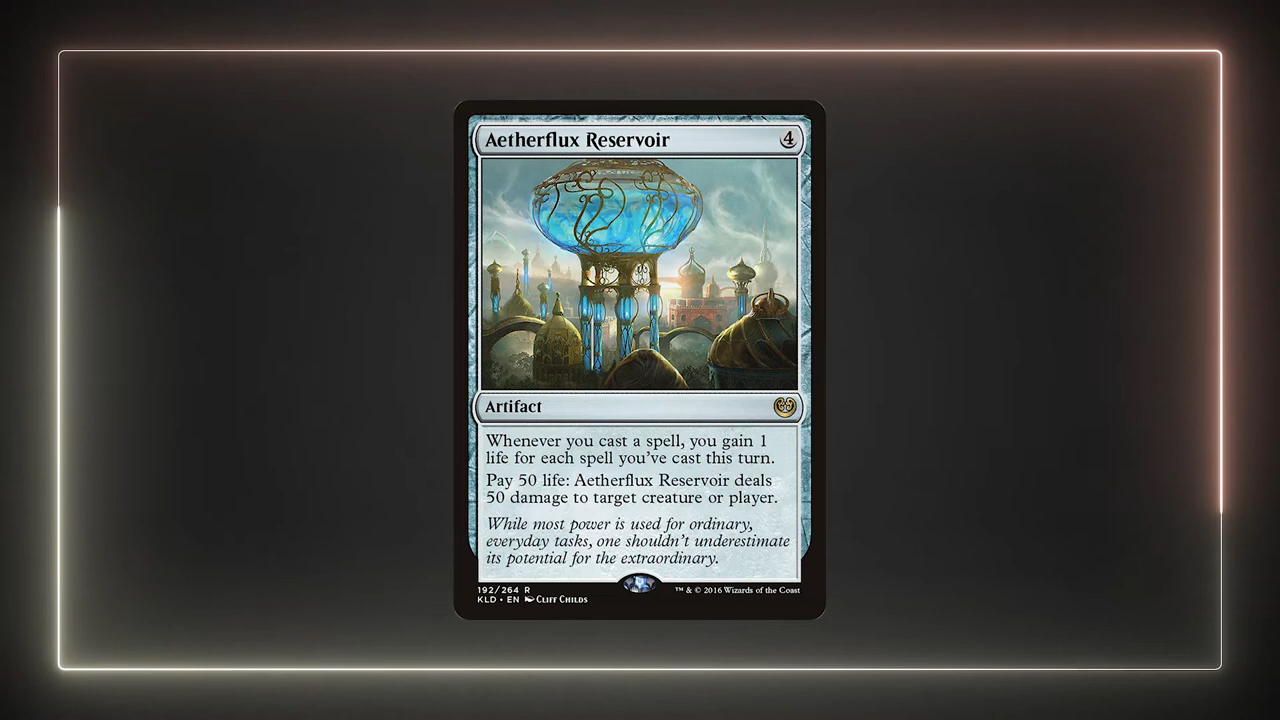 Aetherflux Reservoir 4
Artifact
Whenever you cast a spell, you gain 1
life for each spell you've cast this turn.
Pay 50 life: Aetherflux Reservoir deals
50 damage to target creature or player.
While most power is used for ordinary,
everyday tasks, one shouldn't underestimate
its potential for the extraordinary.
192/264 R
KLD • EN Cliff Childs
™ & © 2016 Wizards of the Coast